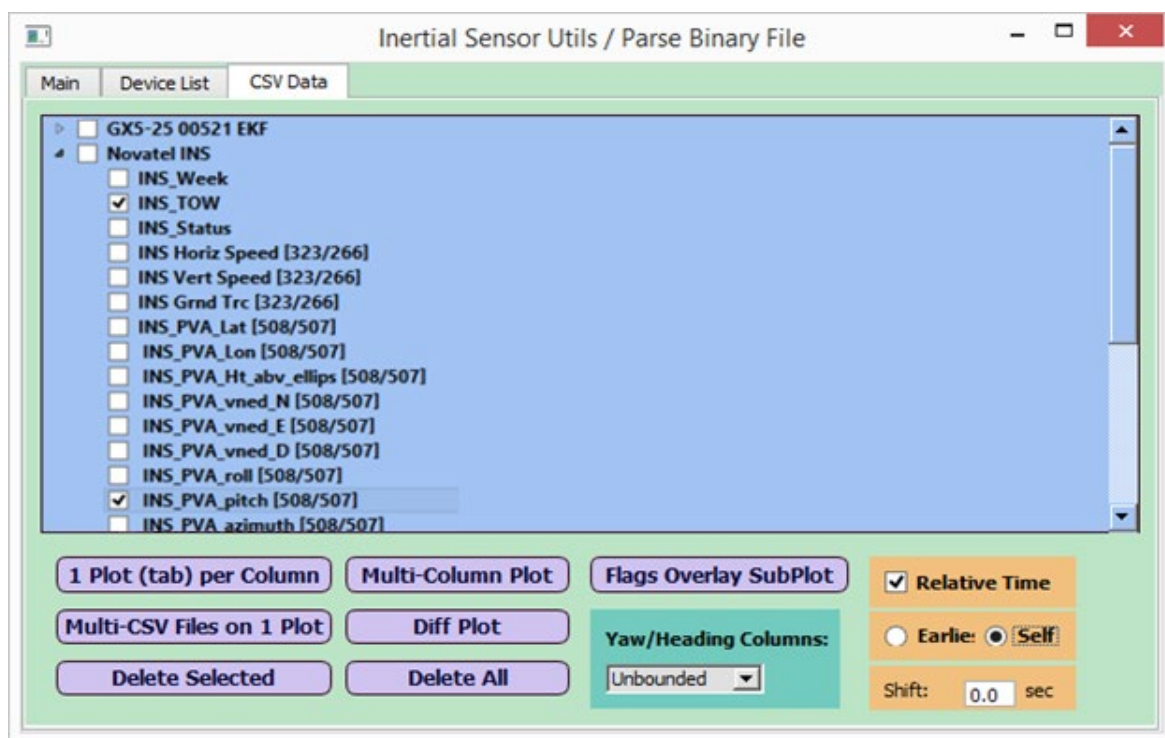 Inertial Sensor Utils / Parse Binary File
Main Device List CSV Data
GX5-25 00521 EKF
Novatel INS
INS_Week
INS_TOW
INS_Status
INS Horiz Speed [323/266]
INS Vert Speed [323/266]
INS Grnd Trc [323/266]
INS_PVA_Lat [508/507]
INS_PVA_Lon [508/507]
INS_PVA_Ht_abv_ellips [508/507]
INS_PVA_vned_N [508/507]
INS_PVA_vned_E [508/507]
INS_PVA_vned_D [508/507]
INS_PVA_roll [508/507]
INS_PVA_pitch [508/507]
INS_PVA_azimuth [508/507]
1 Plot (tab) per Column Multi-Column Plot Flags Overlay SubPlot
Relative Time
Multi-CSV Files on 1 Plot Diff Plot
Yaw/Heading Columns:
Earlie: Self
Delete Selected Delete All
Unbounded
Shift: 0.0 sec